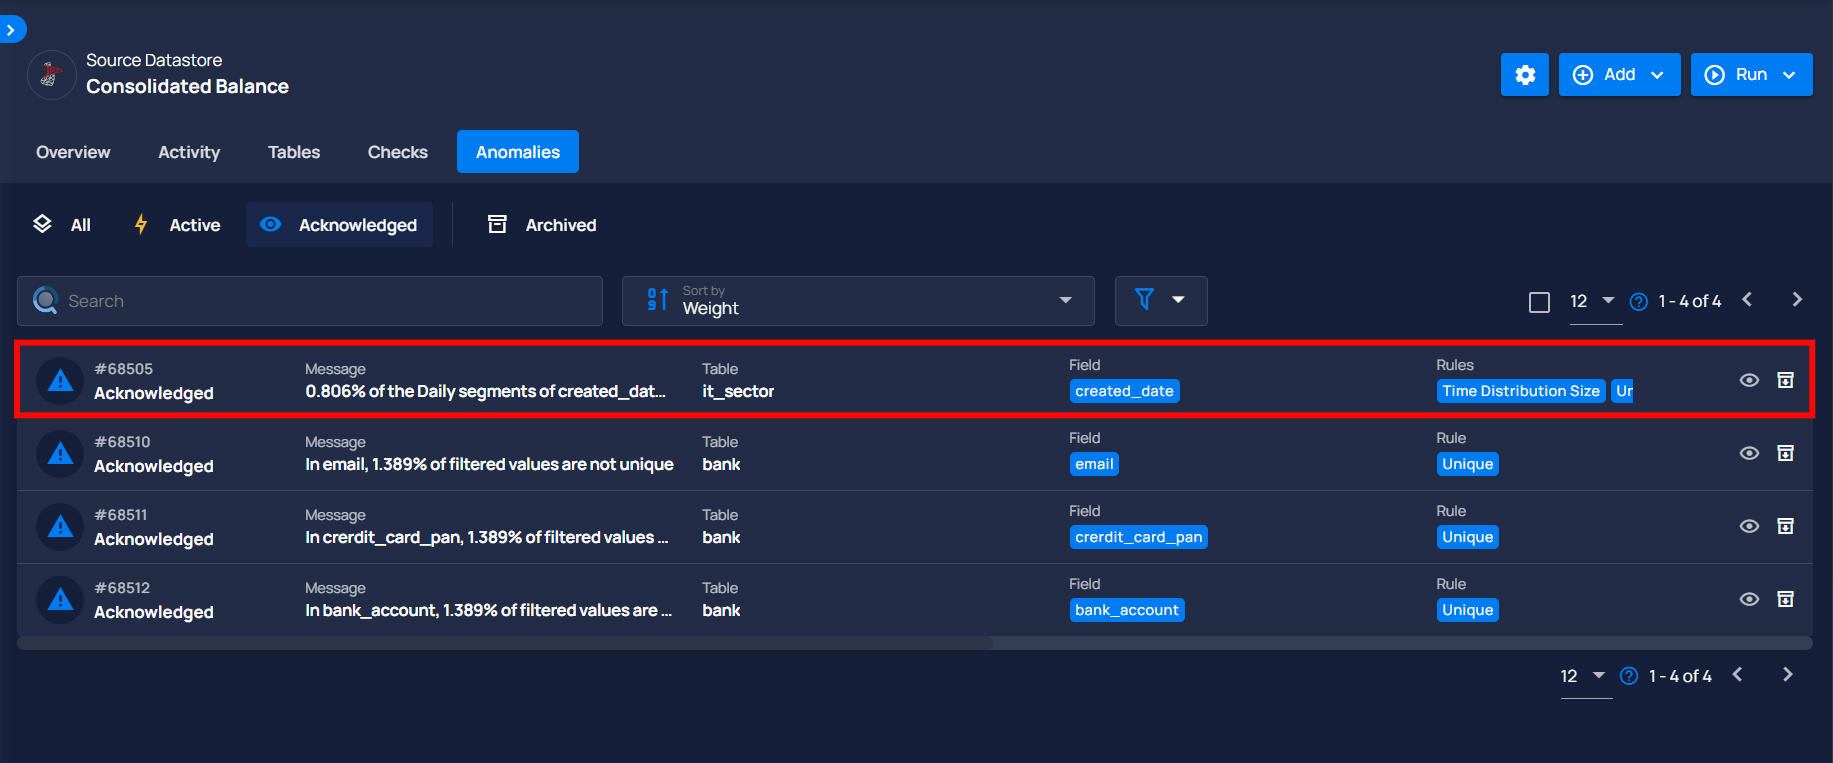 Source Datastore
Consolidated Balance
Add
Run
Overview
Activity
Tables
Checks
Anomalies
All
Active
Acknowledged
Archived
Search
Sort by
Weight
12
1 - 4 of 4
#68505
Acknowledged
Message
0.806% of the Daily segments of created_dat...
Table
it_sector
Field
created_date
Rules
Time Distribution Size
Un
#68510
Acknowledged
Message
In email, 1.389% of filtered values are not unique
Table
bank
Field
email
Rule
Unique
#68511
Acknowledged
Message
In crerdit_card_pan, 1.389% of filtered values ...
Table
bank
Field
crerdit_card_pan
Rule
Unique
#68512
Acknowledged
Message
In bank_account, 1.389% of filtered values are ...
Table
bank
Field
bank_account
Rule
Unique
12
1 - 4 of 4